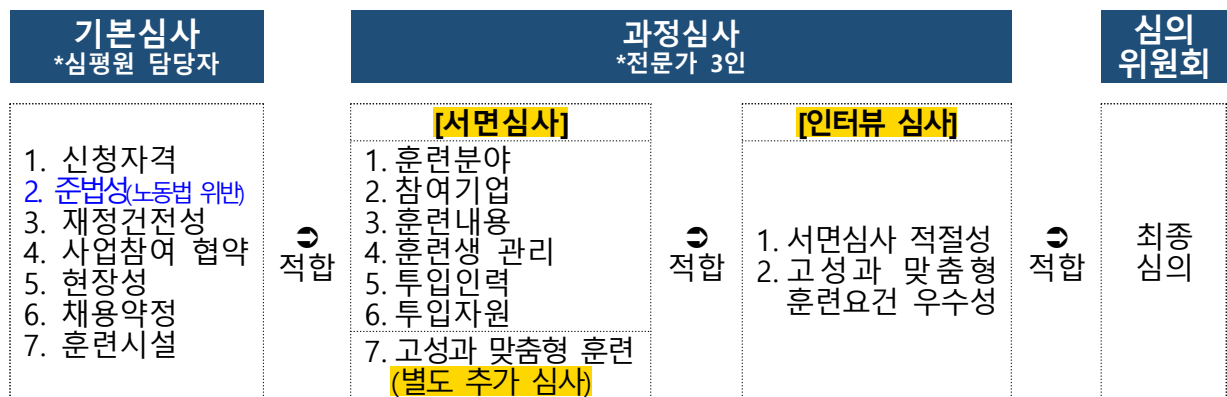 기본심사
*심평원 담당자
과정심사
*전문가 3인
심의
위원회
1. 신청자격
2. 준법성(노동법 위반)
3. 재정건전성
4. 사업참여 협약
5. 현장성
6. 채용약정
7. 훈련시설
➲
적합
[서면심사]
1. 훈련분야
2. 참여기업
3. 훈련내용
4. 훈련생 관리
5. 투입인력
6. 투입자원
7. 고성과 맞춤형 훈련
(별도 추가 심사)
➲
적합
[인터뷰 심사]
1. 서면심사 적절성
2. 고성과 맞춤형
훈련요건 우수성
➲
적합
최종
심의